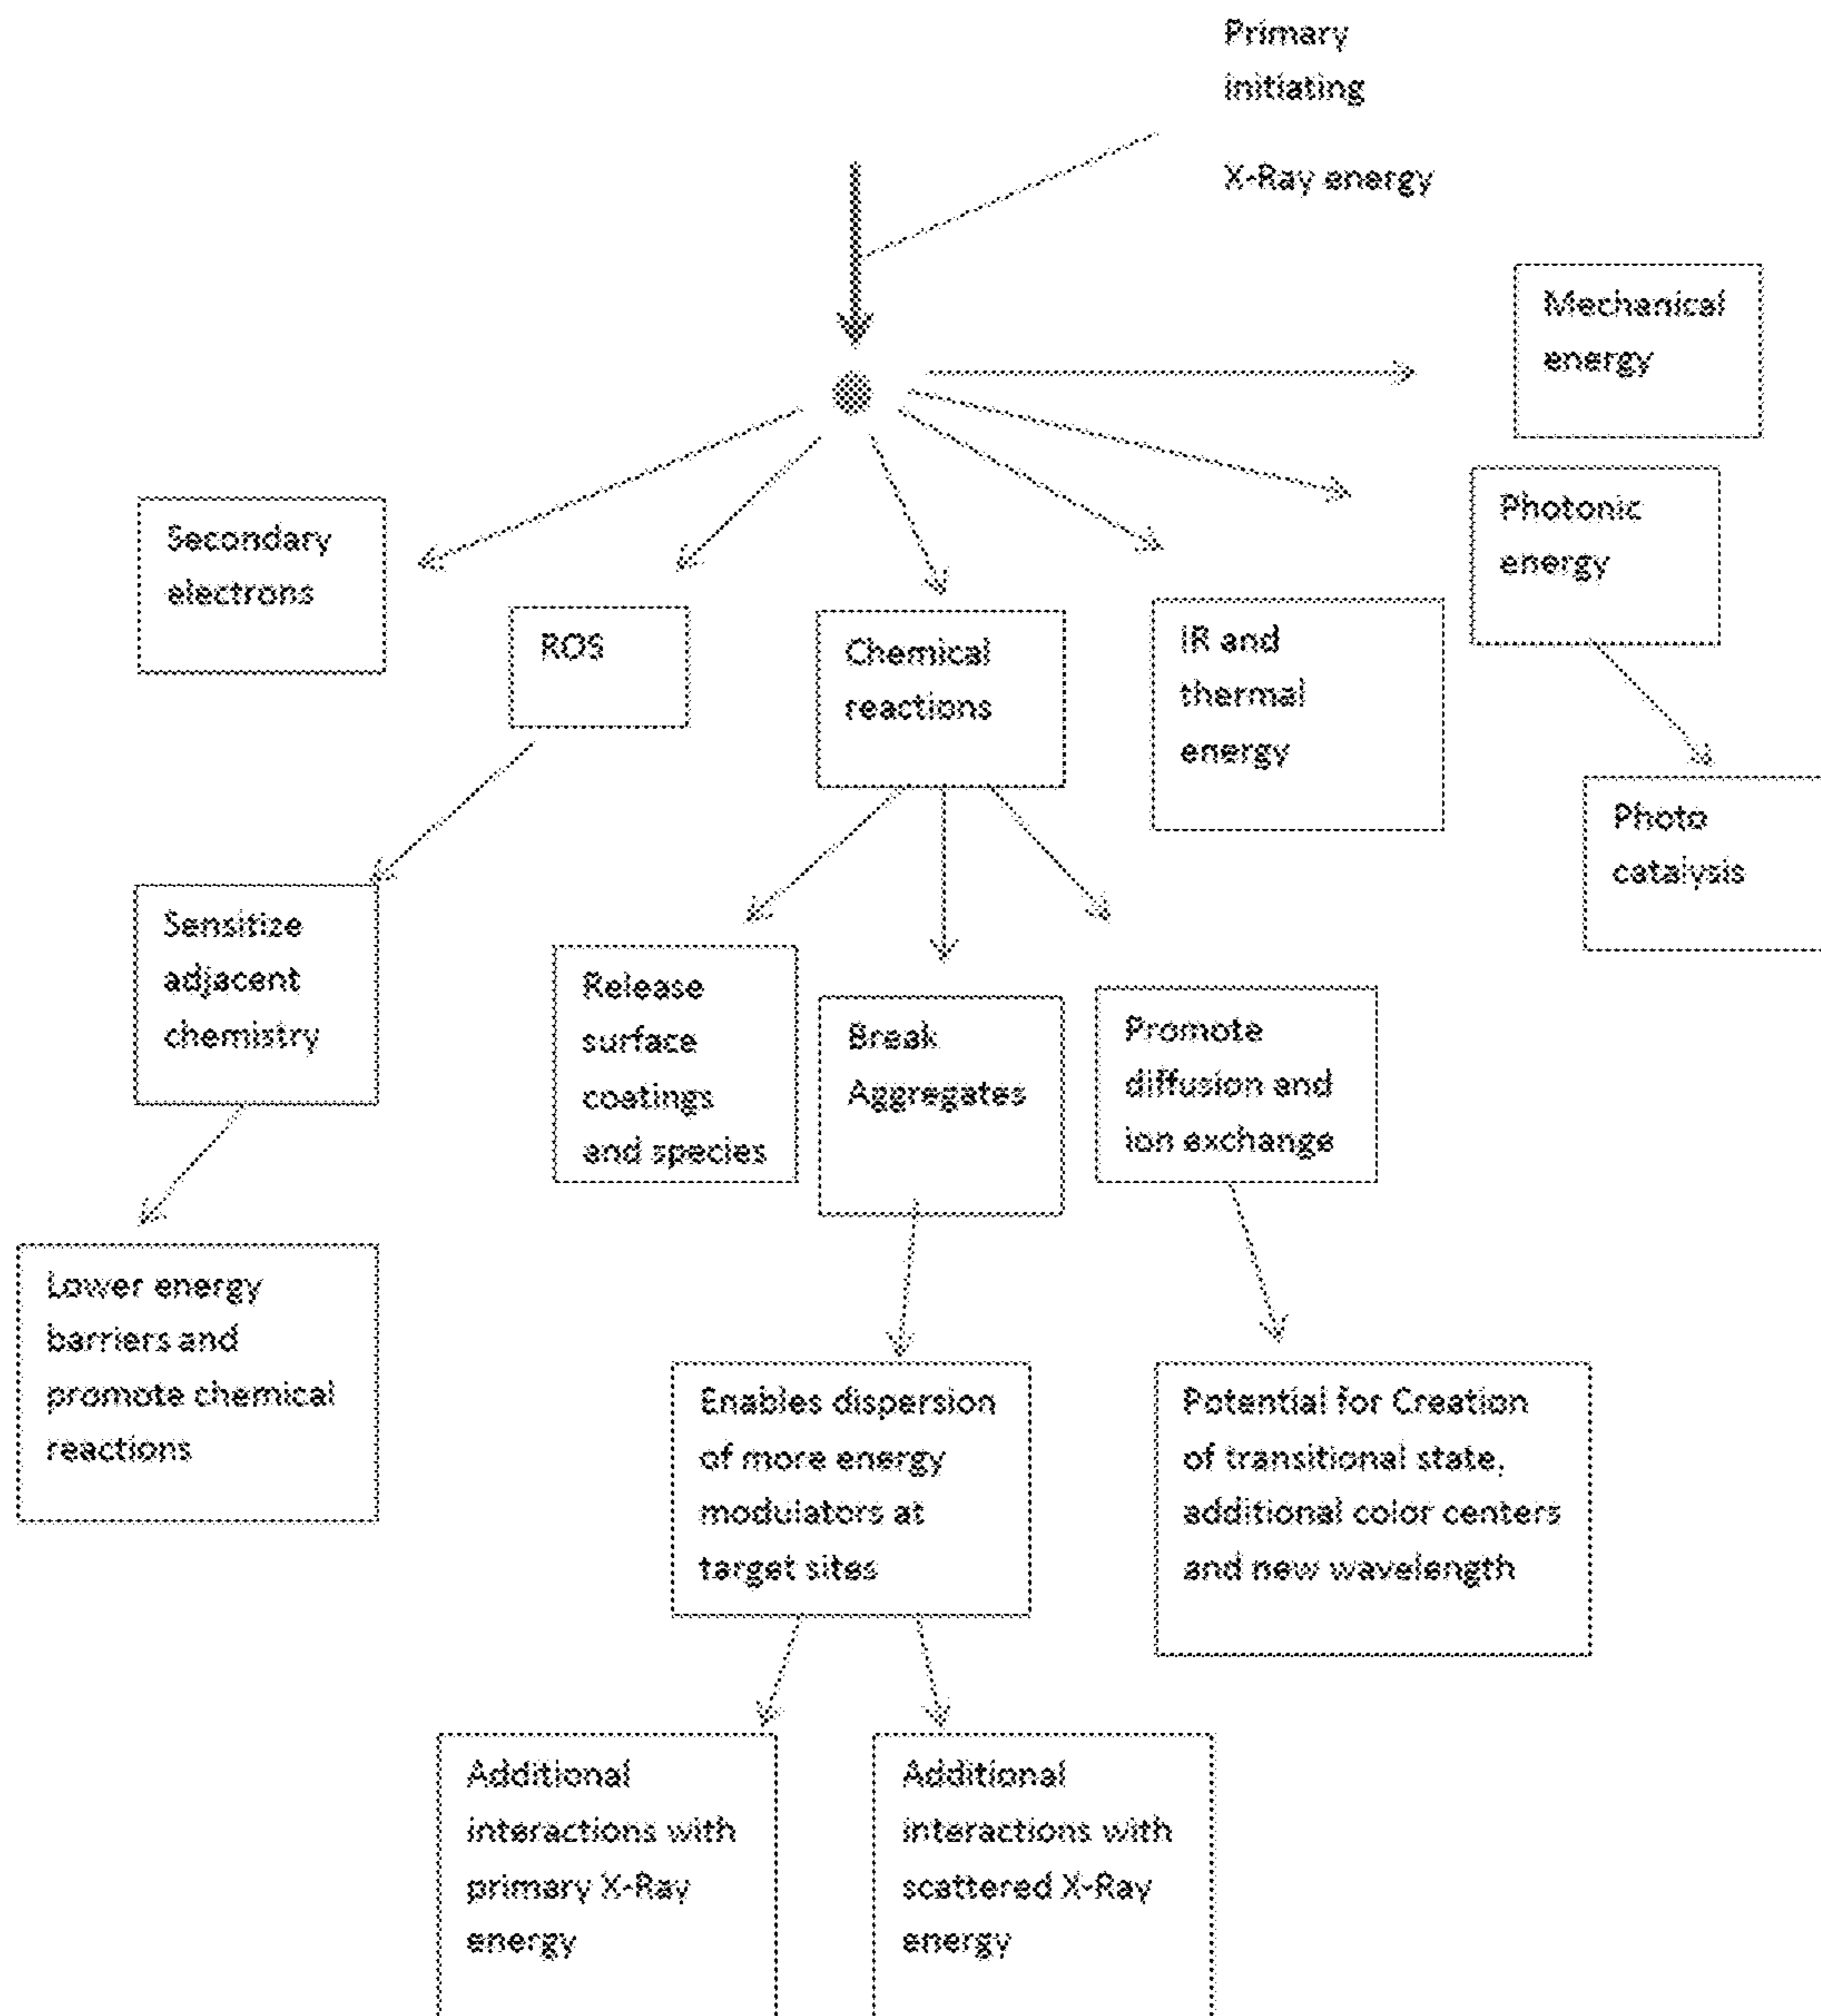 Primary
initiating
X-Ray energy
Mechanical
energy
Photonic
energy
Secondary
electrons
ROS
Chemical
reactions
IR and
thermal
energy
Photo
catalysis
Sensitize
adjacent
chemistry
Release
surface
coatings
and species
Break
Aggregates
Promote
diffusion and
ion exchange
Lower energy
barriers and
promote chemical
reactions
Enables dispersion
of more energy
modulators at
target sites
Potential for Creation
of transitional state,
additional color centers
and new wavelength
Additional
interactions with
primary X-Ray
energy
Additional
interactions with
scattered X-Ray
energy